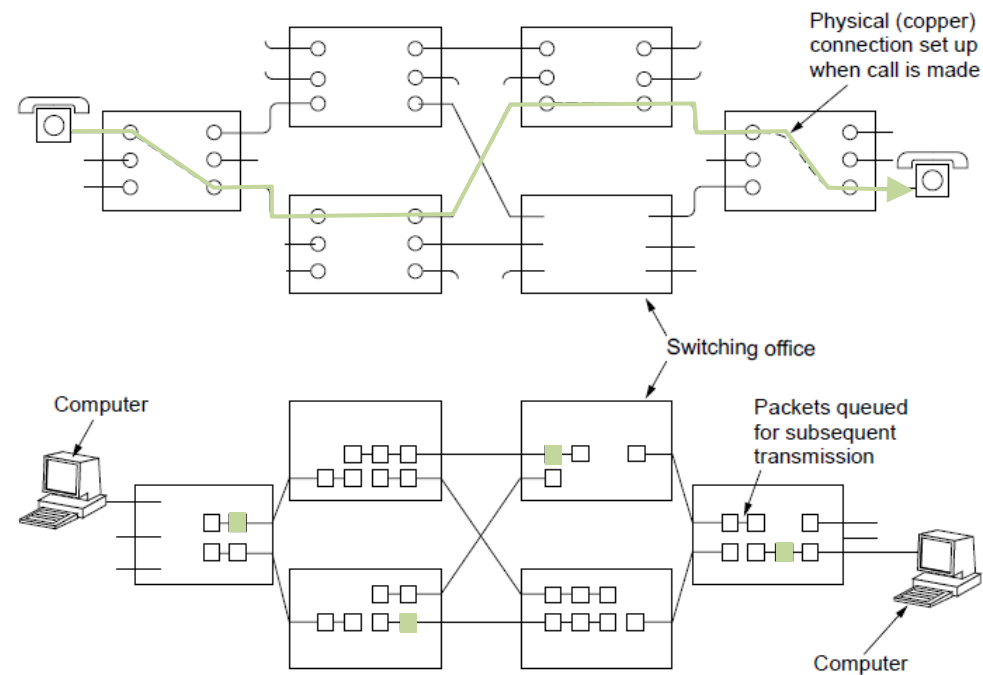 Physical (copper)
connection set up
when call is made
Switching office
Computer
Packets queued
for subsequent
transmission
Computer